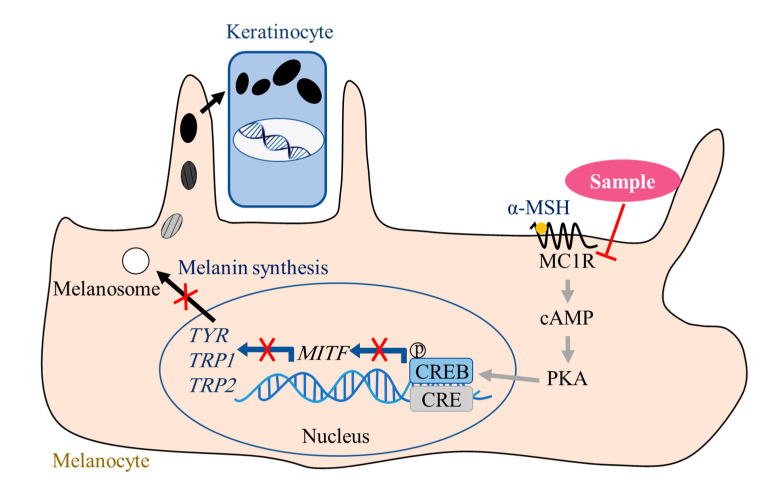 Keratinocyte
Sample
α-MSH
MC1R
Melanin synthesis
Melanosome
cAMP
TYR
TRP1
TRP2
MITF
p
CREB
PKA
CRE
Nucleus
Melanocyte